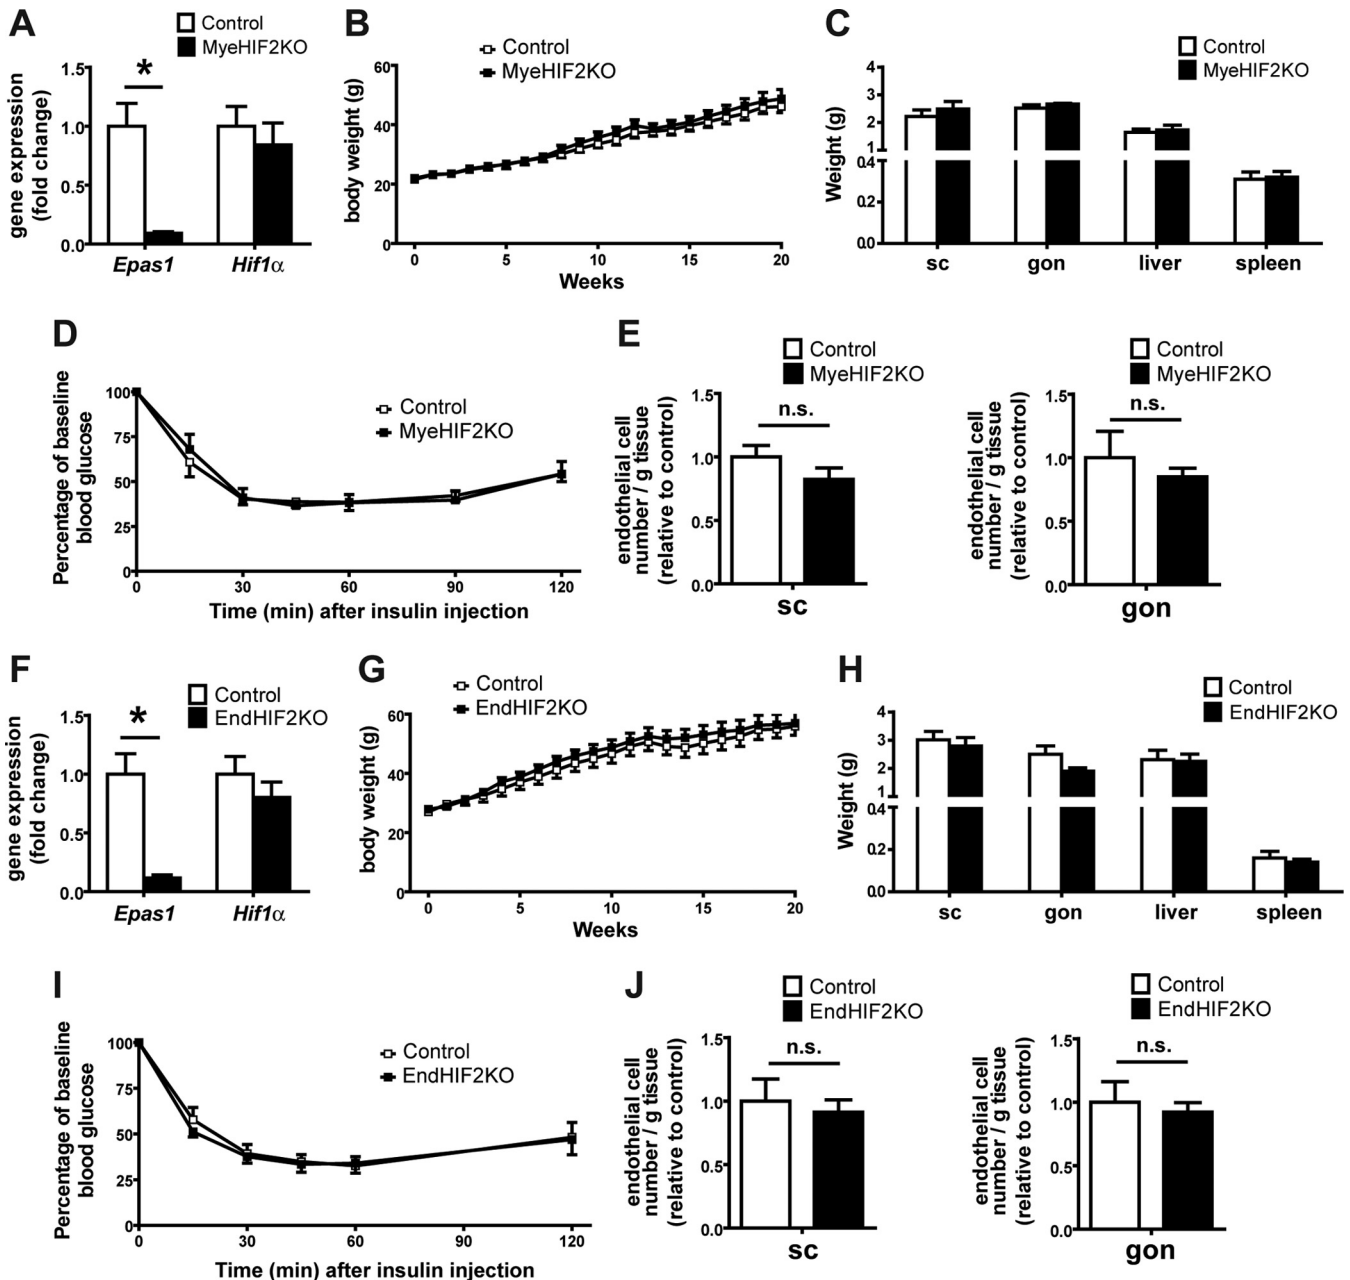 A
Control
MyeHIF2KO
gene expression
(fold change)
1.5
1.0
0.5
0.0
*
Epas1
Hif1α
B
Control
MyeHIF2KO
body weight (g)
60
40
20
0
0 5 10 15 20
Weeks
C
Control
MyeHIF2KO
Weight (g)
4
3
2
1
0.4
0.2
0.0
sc gon liver spleen
D
Control
MyeHIF2KO
Percentage of baseline
blood glucose
100
75
50
25
0
0 30 60 90 120
Time (min) after insulin injection
E
Control
MyeHIF2KO
endothelial cell
number / g tissue
(relative to control)
1.5
1.0
0.5
0.0
n.s.
sc
Control
MyeHIF2KO
endothelial cell
number / g tissue
(relative to control)
1.5
1.0
0.5
0.0
n.s.
gon
F
Control
EndHIF2KO
gene expression
(fold change)
1.5
1.0
0.5
0.0
*
Epas1
Hif1α
G
Control
EndHIF2KO
body weight (g)
60
40
20
0
0 5 10 15 20
Weeks
H
Control
EndHIF2KO
Weight (g)
4
3
2
1
0.4
0.2
0.0
sc gon liver spleen
I
Control
EndHIF2KO
Percentage of baseline
blood glucose
100
75
50
25
0
0 30 60 90 120
Time (min) after insulin injection
J
Control
EndHIF2KO
endothelial cell
number / g tissue
(relative to control)
1.5
1.0
0.5
0.0
n.s.
sc
Control
EndHIF2KO
endothelial cell
number / g tissue
(relative to control)
1.5
1.0
0.5
0.0
n.s.
gon